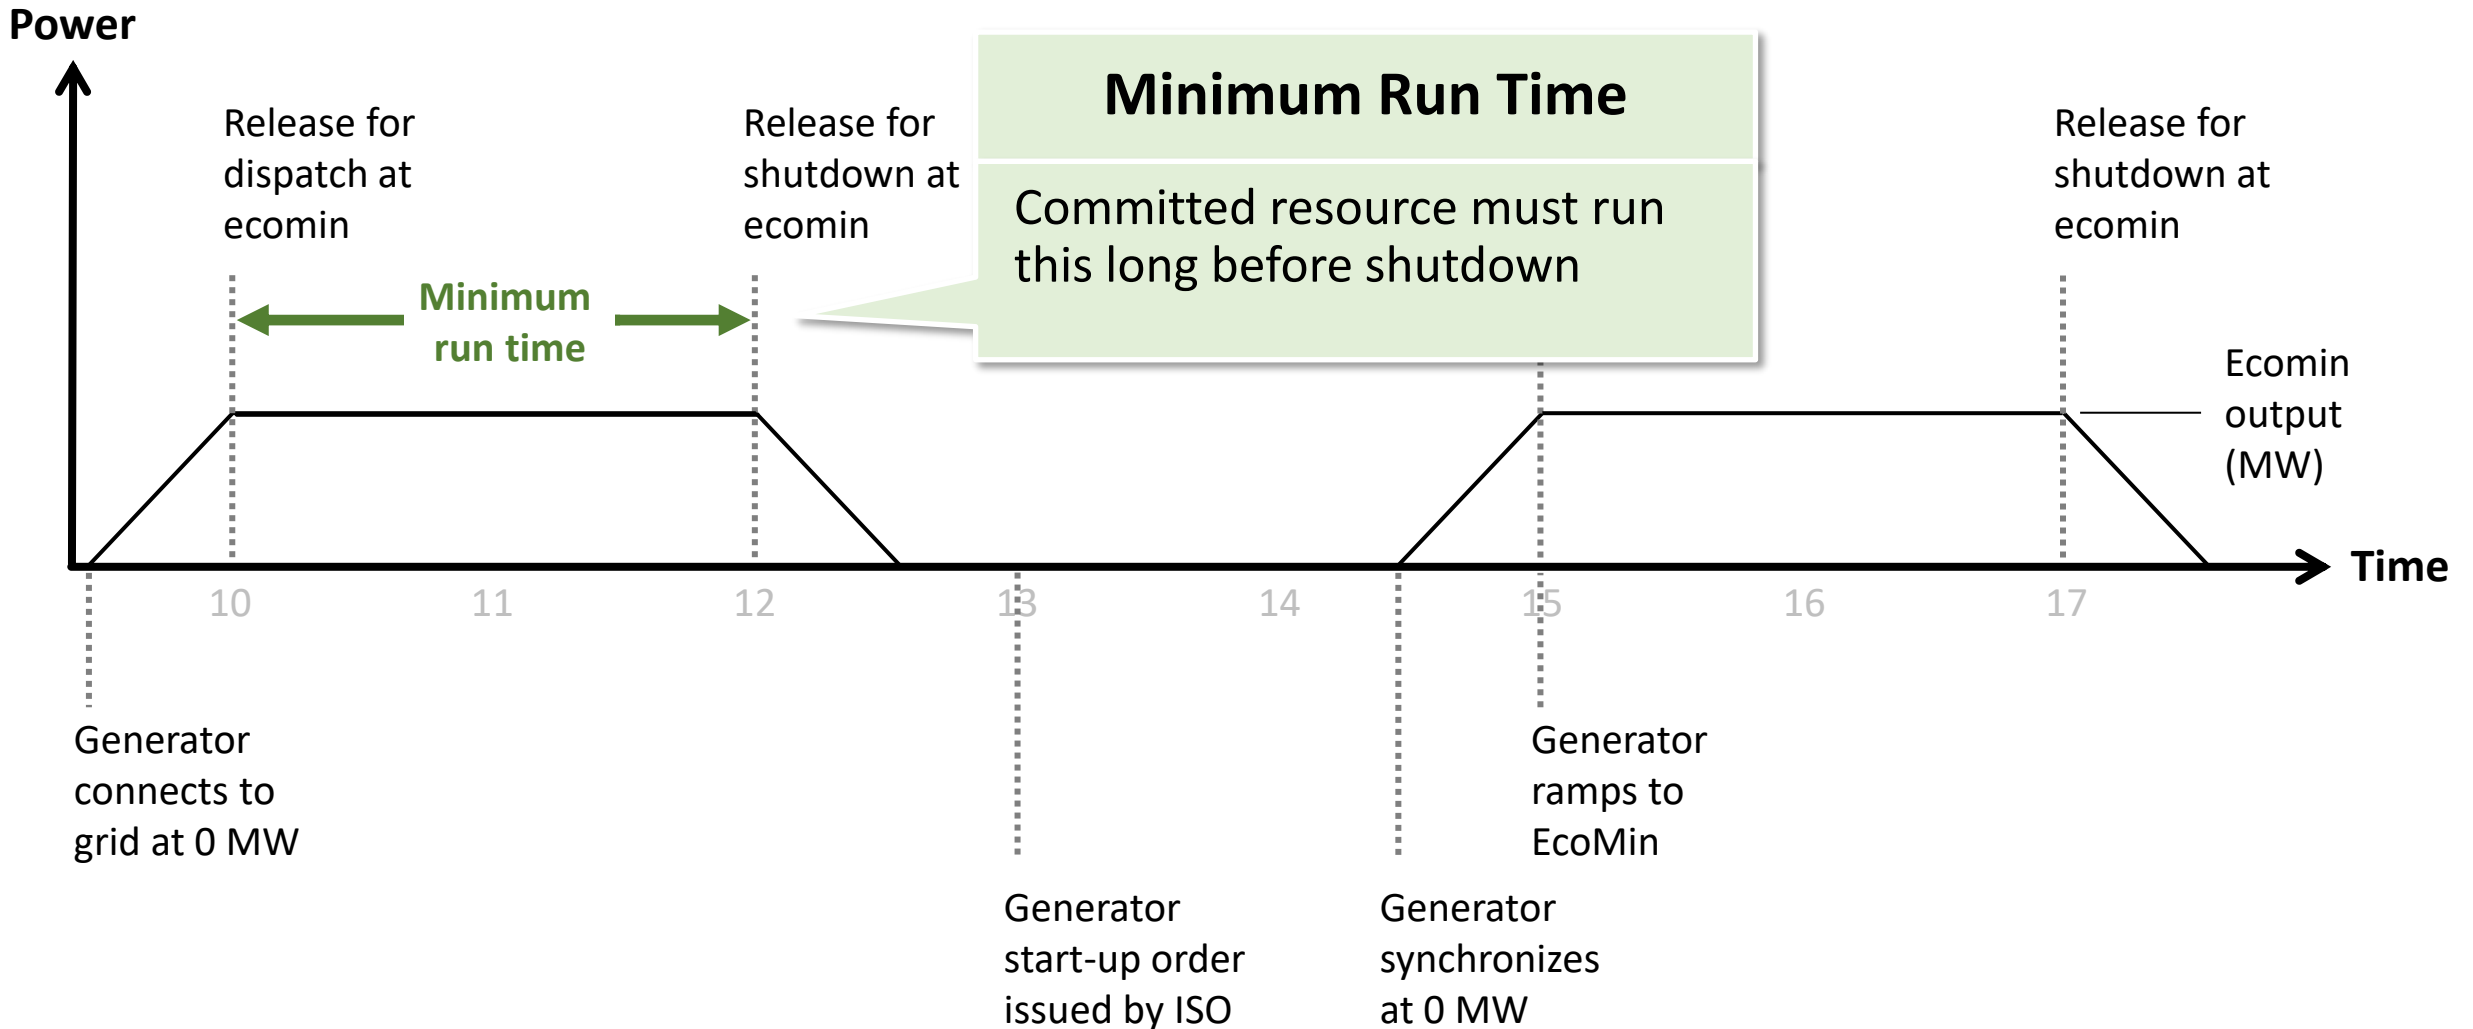 Power
Minimum Run Time
Committed resource must run
this long before shutdown
Release for
dispatch at
ecomin
Release for
shutdown at
ecomin
Release for
shutdown at
ecomin
Minimum
run time
Ecomin
output
(MW)
Time
10 11 12 13 14 15 16 17
Generator
connects to
grid at 0 MW
Generator
ramps to
EcoMin
Generator
start-up order
issued by ISO
Generator
synchronizes
at 0 MW